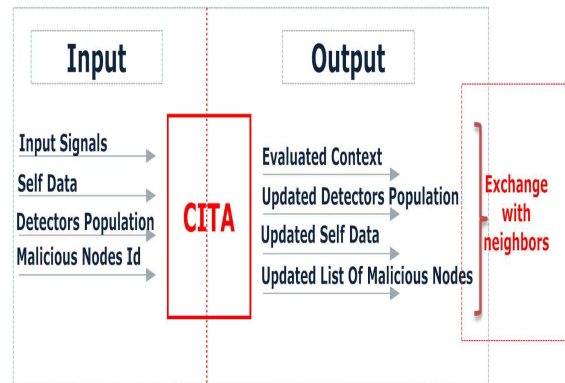 Input
Output
Input Signals
Self Data
Detectors Population
Malicious Nodes Id
CITA
Evaluated Context
Updated Detectors Population
Updated Self Data
Updated List Of Malicious Nodes
Exchange
with
neighbors